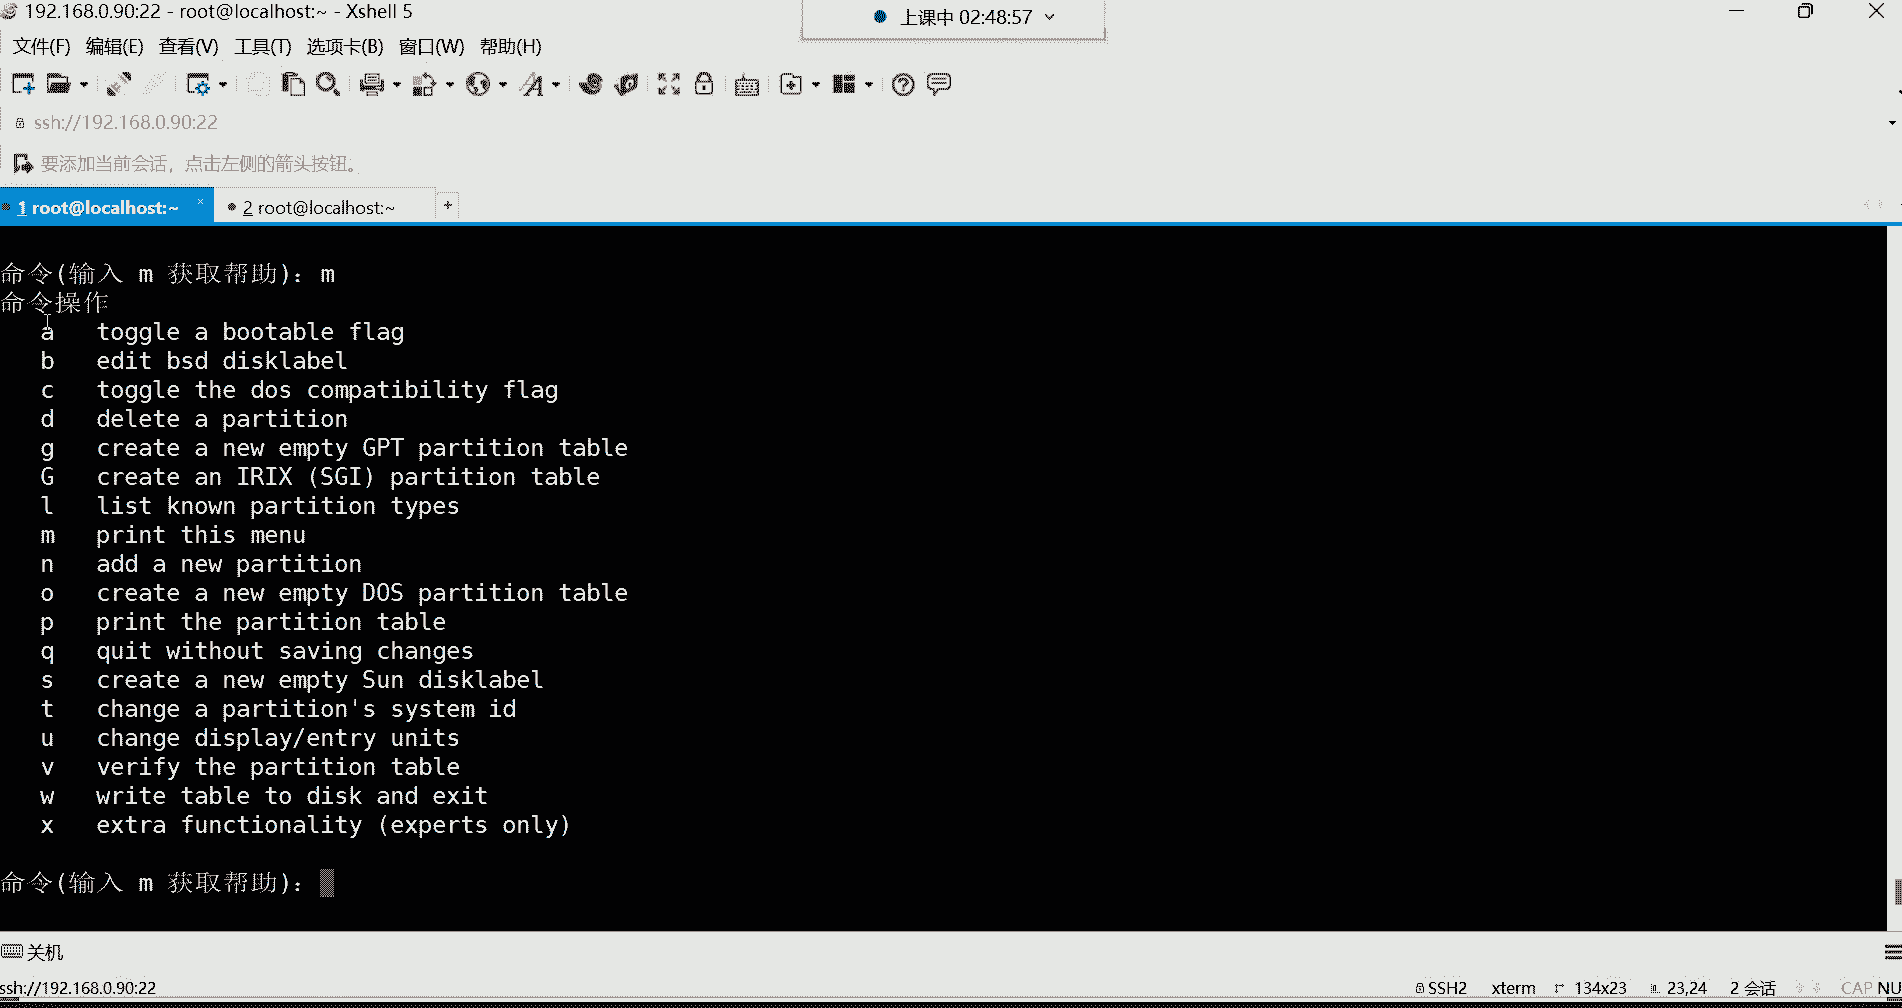 192.168.0.90:22 - root@localhost:~ - Xshell 5
上课中 02:48:57
文件(F) 编辑(E) 查看(V) 工具(T) 选项卡(B) 窗口(W) 帮助(H)
ssh://192.168.0.90:22
要添加当前会话，点击左侧的箭头按钮。
1 root@localhost:~ × 2 root@localhost:~ +
命令(输入 m 获取帮助)：m
命令操作
a toggle a bootable flag
b edit bsd disklabel
c toggle the dos compatibility flag
d delete a partition
g create a new empty GPT partition table
G create an IRIX (SGI) partition table
l list known partition types
m print this menu
n add a new partition
o create a new empty DOS partition table
p print the partition table
q quit without saving changes
s create a new empty Sun disklabel
t change a partition's system id
u change display/entry units
v verify the partition table
w write table to disk and exit
x extra functionality (experts only)
命令(输入 m 获取帮助)：
关机
ssh://192.168.0.90:22 SSH2 xterm 134x23 23,24 2 会话 CAP NU